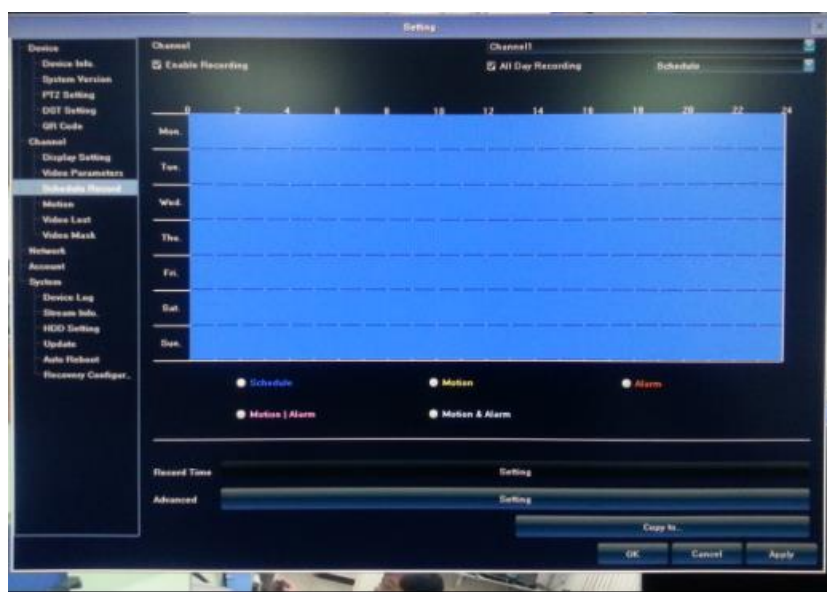 Setting
Device
Device Info.
System Version
PTZ Setting
DST Setting
QR Code
Channel
Display Setting
Video Parameters
Schedule Record
Motion
Video Lost
Video Mask
Network
Account
System
Device Log
Stream Info.
HDD Setting
Update
Auto Reboot
Recovery Configur..
Channel Channel1
Enable Recording All Day Recording Schedule
0 2 4 6 8 10 12 14 16 18 20 22 24
Mon.
Tue.
Wed.
Thu.
Fri.
Sat.
Sun.
Schedule Motion Alarm
Motion | Alarm Motion & Alarm
Record Time Setting
Advanced Setting
Copy to..
OK Cancel Apply